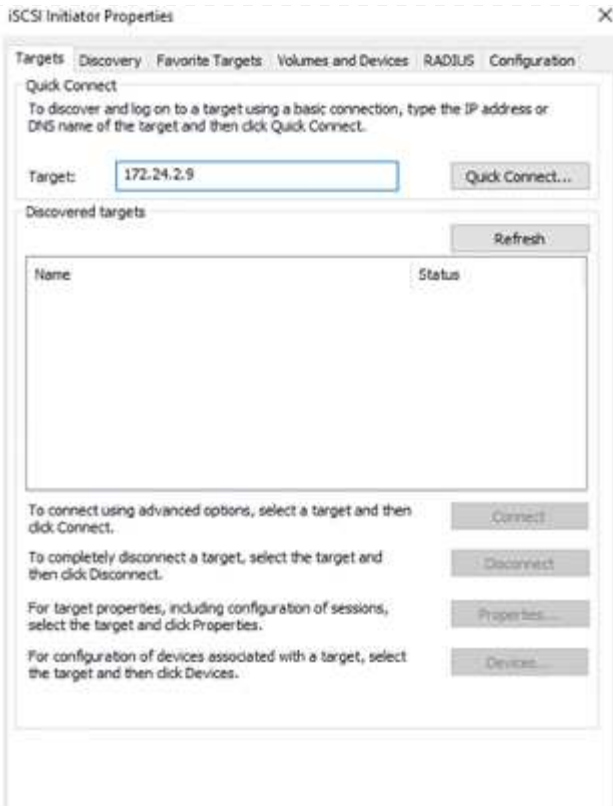 iSCSI Initiator Properties
Targets Discovery Favorite Targets Volumes and Devices RADIUS Configuration
Quick Connect
To discover and log on to a target using a basic connection, type the IP address or
DNS name of the target and then click Quick Connect.
Target: 172.24.2.9 Quick Connect...
Discovered targets
Refresh
Name Status
To connect using advanced options, select a target and then
click Connect.
Connect
To completely disconnect a target, select the target and
then click Disconnect.
Disconnect
For target properties, including configuration of sessions,
select the target and click Properties.
Properties...
For configuration of devices associated with a target, select
the target and then click Devices.
Devices...